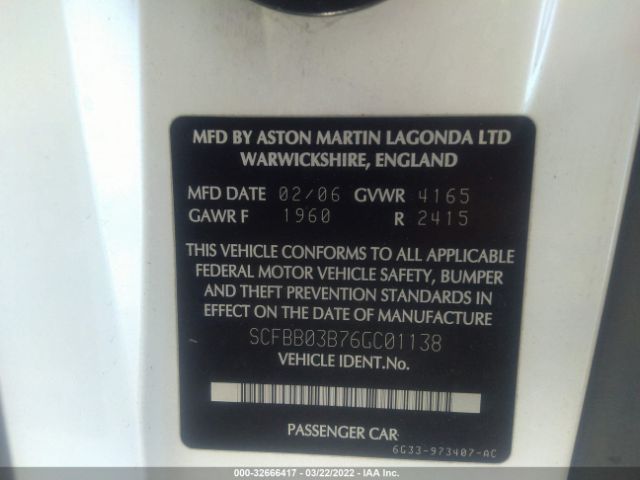 MFD BY ASTON MARTIN LAGONDA LTD
WARWICKSHIRE, ENGLAND
MFD DATE 02/06 GVWR 4165
GAWR F 1960 R 2415
THIS VEHICLE CONFORMS TO ALL APPLICABLE
FEDERAL MOTOR VEHICLE SAFETY, BUMPER
AND THEFT PREVENTION STANDARDS IN
EFFECT ON THE DATE OF MANUFACTURE
SCFBB03B76GC01138
VEHICLE IDENT.No.
PASSENGER CAR
6G33-973407-AC
000-32666417 - 03/22/2022 - IAA Inc.